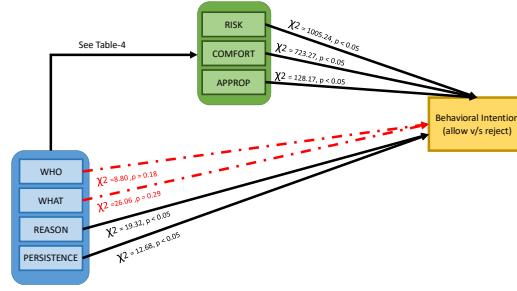 RISK
COMFORT
APPROP
See Table-4
χ2 = 1005.24, p < 0.05
χ2 = 723.27, p < 0.05
χ2 = 128.17, p < 0.05
Behavioral Intention
(allow v/s reject)
WHO
WHAT
REASON
PERSISTENCE
χ2 =8.80 ,p = 0.18
χ2 =26.06 ,p = 0.29
χ2 = 19.32, p < 0.05
χ2 = 12.68, p < 0.05